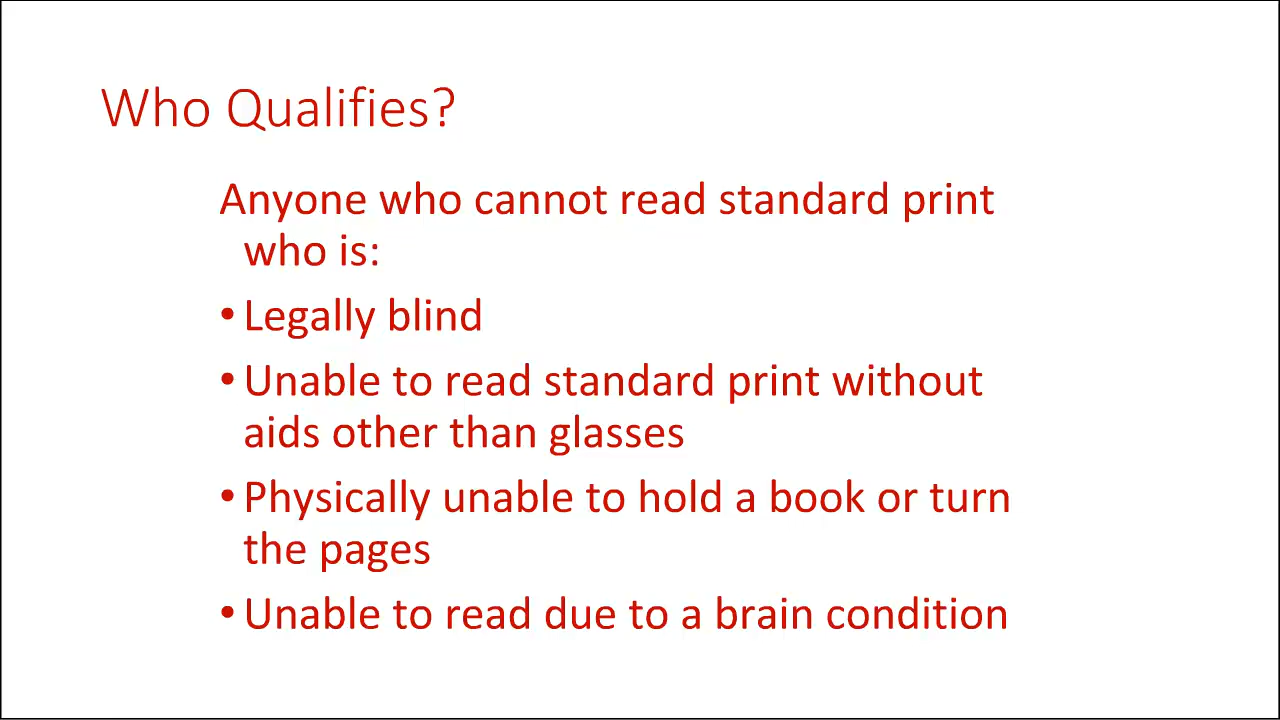 Who Qualifies?
Anyone who cannot read standard print
who is:
• Legally blind
• Unable to read standard print without
aids other than glasses
• Physically unable to hold a book or turn
the pages
• Unable to read due to a brain condition